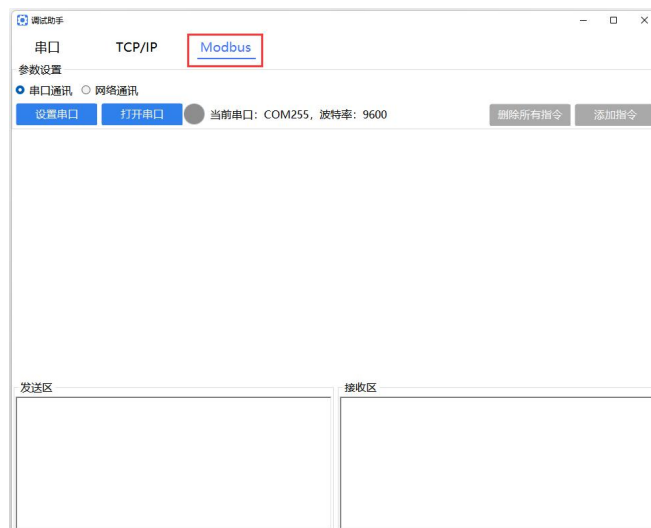 调试助手
串口 TCP/IP Modbus
参数设置
串口通讯 网络通讯
设置串口 打开串口 当前串口：COM255，波特率：9600 删除所有指令 添加指令
发送区 接收区